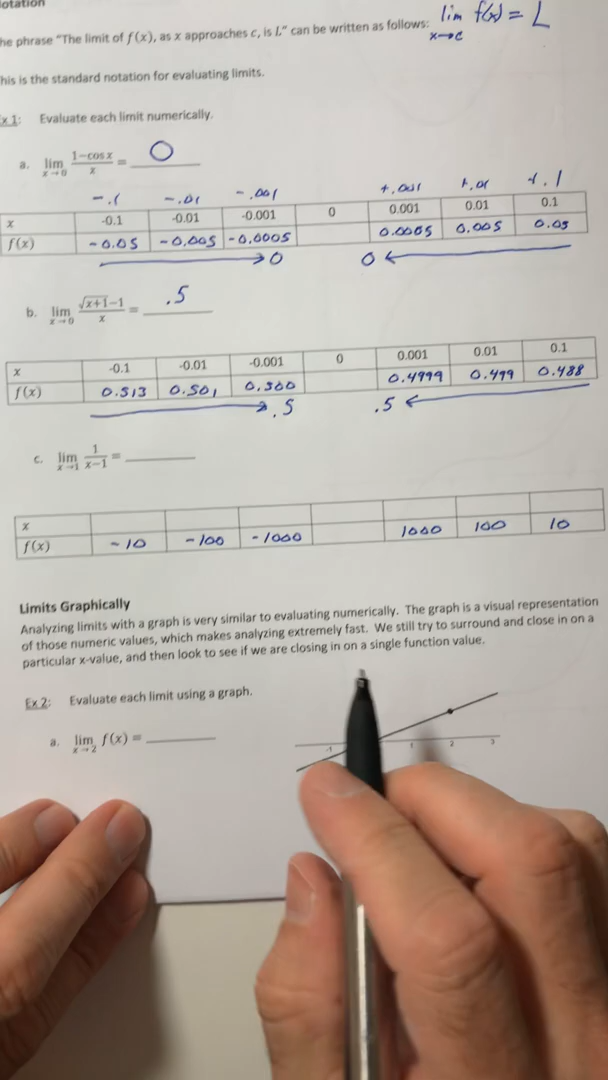 otation
he phrase "The limit of f(x), as x approaches c, is L" can be written as follows: lim x→c f(x) = L
his is the standard notation for evaluating limits.
Ex 1: Evaluate each limit numerically.
a. lim x→0 1−cos x / x = 0
-.1 -.01 -.001 +.001 +.01 +.1
x -0.1 -0.01 -0.001 0 0.001 0.01 0.1
f(x) -0.05 -0.005 -0.0005 0.0005 0.005 0.05
→0 0←
b. lim x→0 √x+1−1 / x = .5
x -0.1 -0.01 -0.001 0 0.001 0.01 0.1
f(x) 0.513 0.501 0.500 0.4999 0.499 0.488
→.5 .5←
c. lim x→1 1 / x−1 =
x
f(x) -10 -100 -1000 1000 100 10
Limits Graphically
Analyzing limits with a graph is very similar to evaluating numerically. The graph is a visual representation
of those numeric values, which makes analyzing extremely fast. We still try to surround and close in on a
particular x-value, and then look to see if we are closing in on a single function value.
Ex 2: Evaluate each limit using a graph.
a. lim x→2 f(x) =
-1 1 2 3